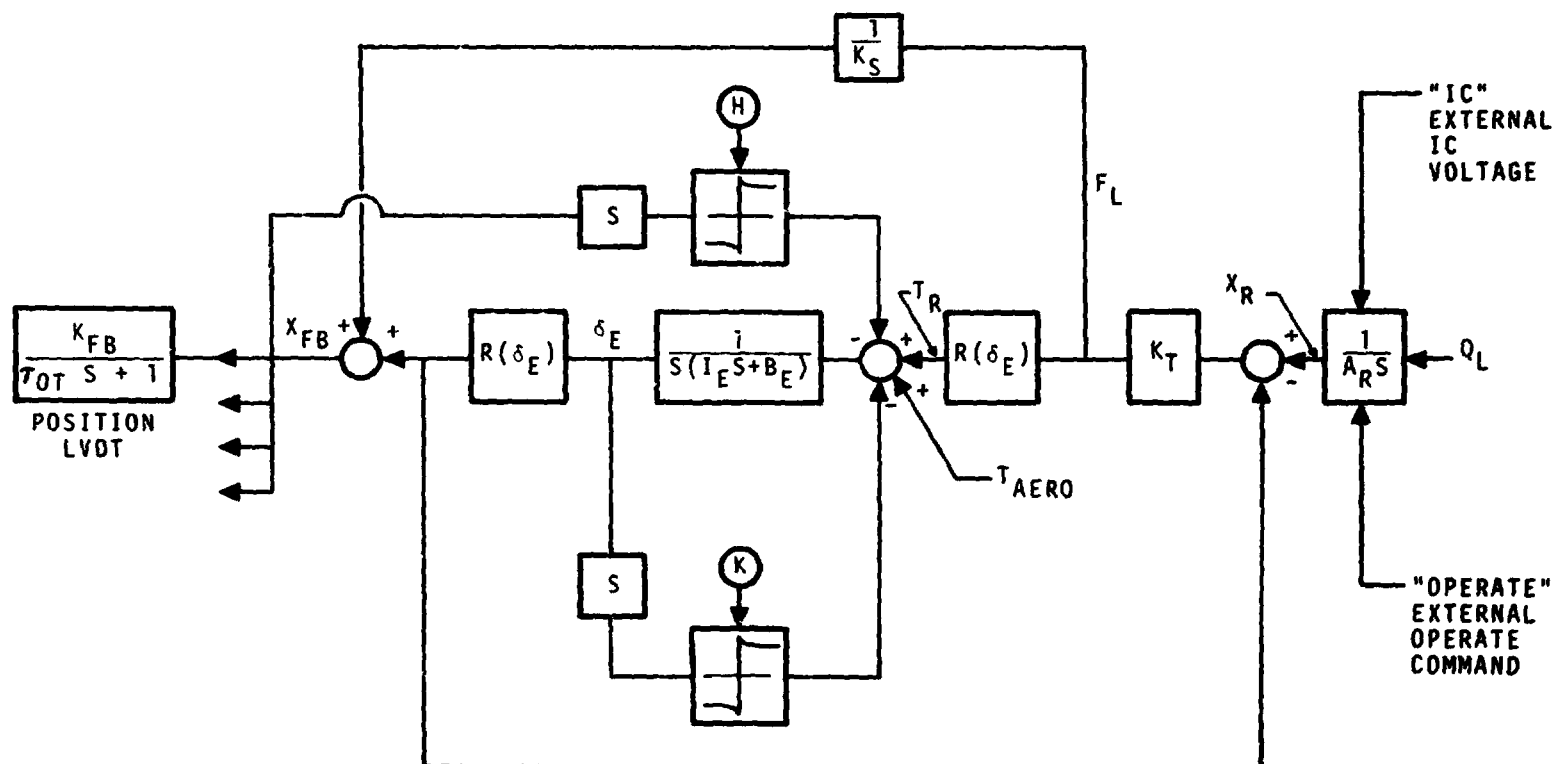 1
K_S
H
"IC"
EXTERNAL
IC
VOLTAGE
S
F_L
T_R
X_R
K_FB
τ_OT S + 1
POSITION
LVDT
X_FB
+
+
R(δ_E)
δ_E
1
S(I_E S+B_E)
-
+
+
-
R(δ_E)
K_T
+
-
1
A_R S
Q_L
T_AERO
S
K
"OPERATE"
EXTERNAL
OPERATE
COMMAND